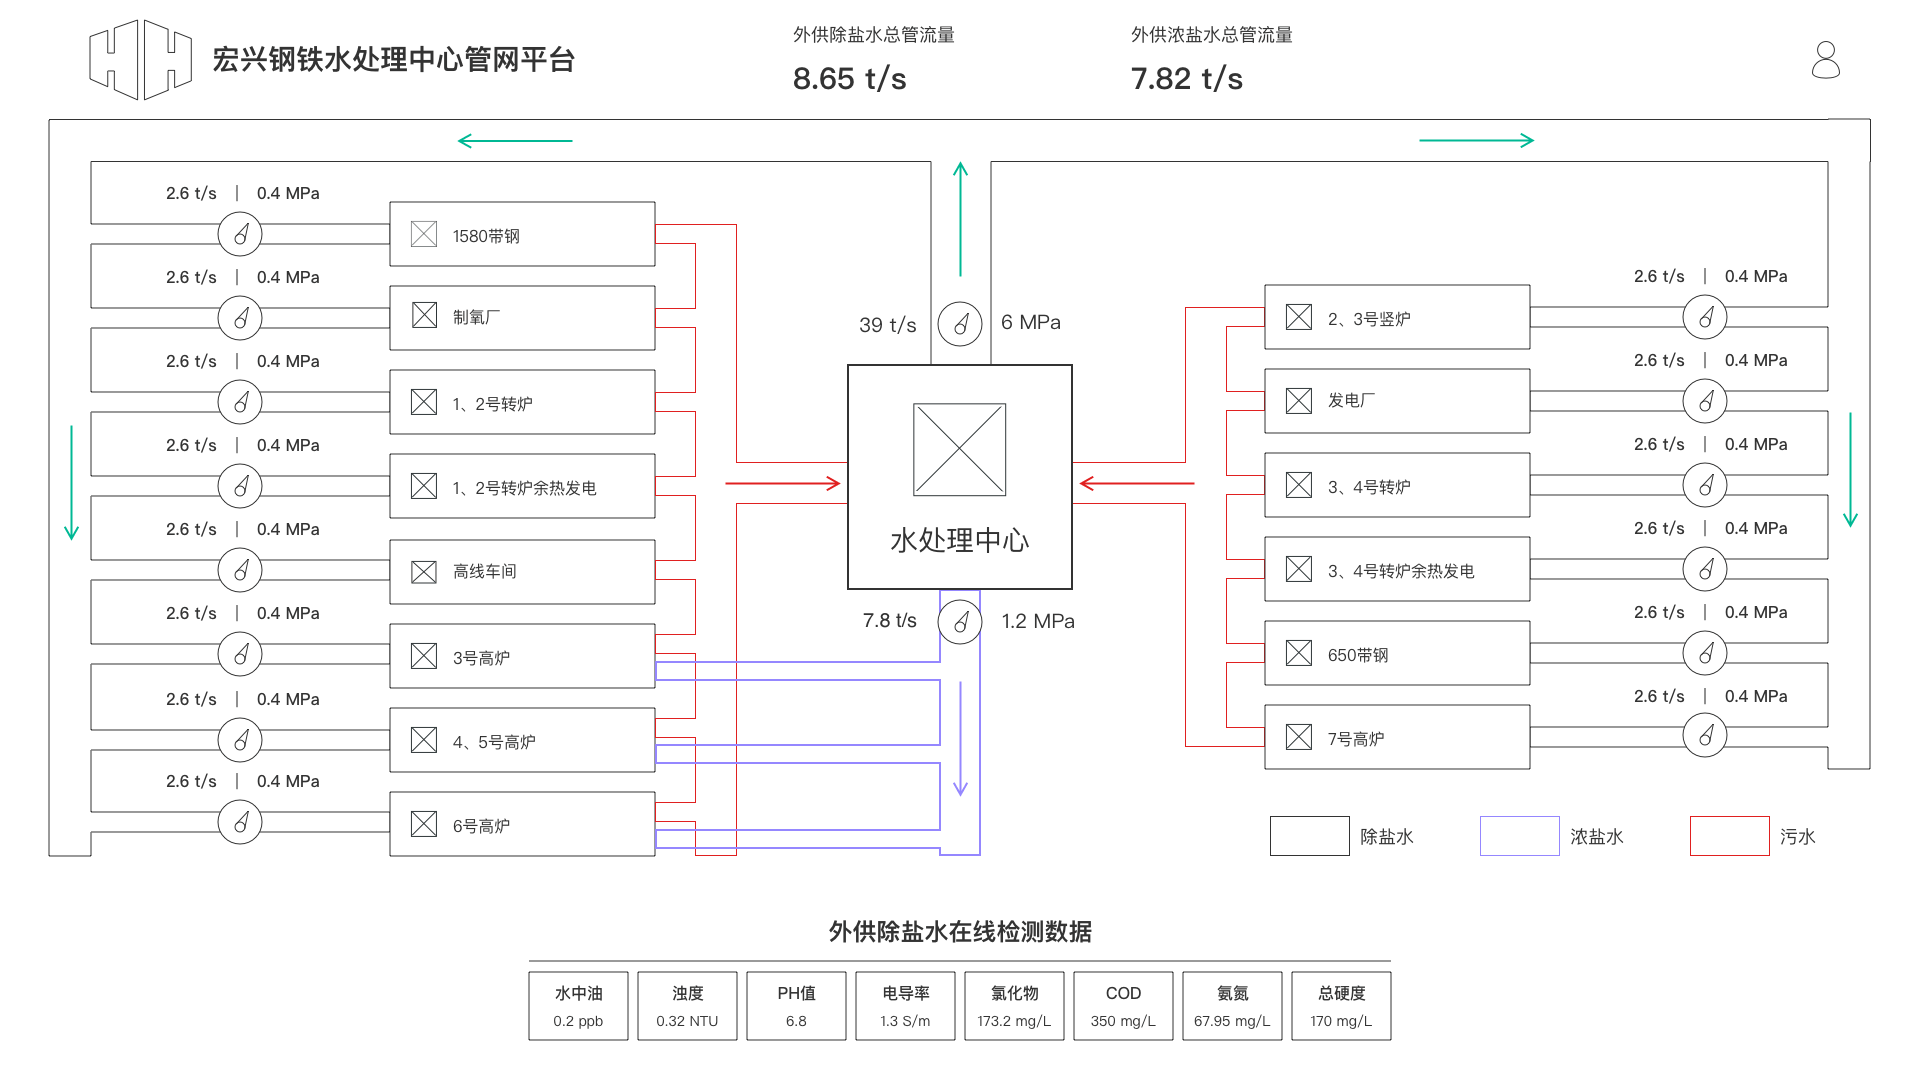 宏兴钢铁水处理中心管网平台
外供除盐水总管流量
8.65 t/s
外供浓盐水总管流量
7.82 t/s
2.6 t/s | 0.4 MPa
1580带钢
2.6 t/s | 0.4 MPa
制氧厂
2.6 t/s | 0.4 MPa
1、2号转炉
2.6 t/s | 0.4 MPa
1、2号转炉余热发电
2.6 t/s | 0.4 MPa
高线车间
2.6 t/s | 0.4 MPa
3号高炉
2.6 t/s | 0.4 MPa
4、5号高炉
2.6 t/s | 0.4 MPa
6号高炉
39 t/s
6 MPa
水处理中心
7.8 t/s
1.2 MPa
2.6 t/s | 0.4 MPa
2、3号竖炉
2.6 t/s | 0.4 MPa
发电厂
2.6 t/s | 0.4 MPa
3、4号转炉
2.6 t/s | 0.4 MPa
3、4号转炉余热发电
2.6 t/s | 0.4 MPa
650带钢
2.6 t/s | 0.4 MPa
7号高炉
除盐水
浓盐水
污水
外供除盐水在线检测数据
水中油
0.2 ppb
浊度
0.32 NTU
PH值
6.8
电导率
1.3 S/m
氯化物
173.2 mg/L
COD
350 mg/L
氨氮
67.95 mg/L
总硬度
170 mg/L